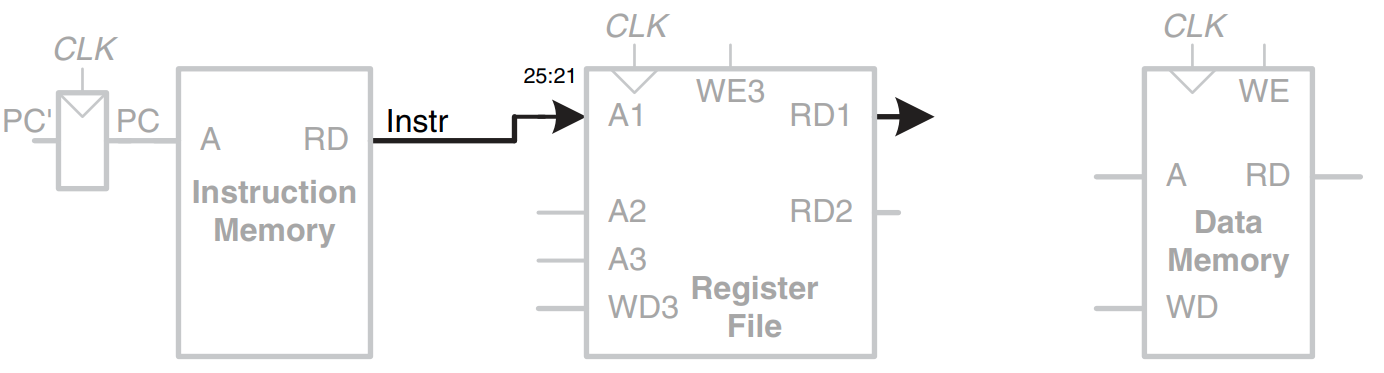 CLK
PC'
PC
A
RD
Instruction
Memory
Instr
25:21
CLK
WE3
A1
RD1
A2
RD2
A3
WD3
Register
File
CLK
WE
A
RD
Data
Memory
WD